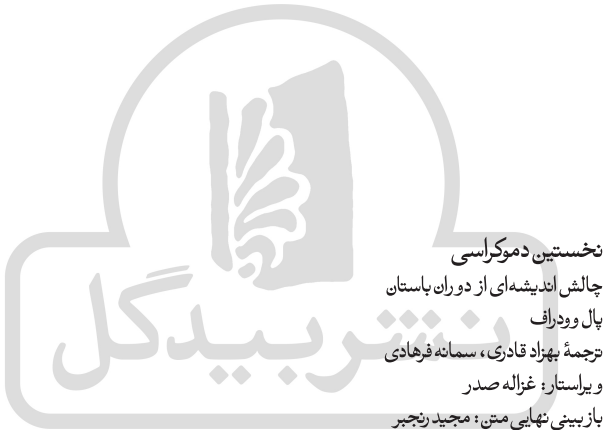 نخستین دموکراسی
چالش اندیشه‌ای از دوران باستان
پال وودراف
ترجمهٔ بهزاد قادری، سمانه فرهادی
ویراستار: غزاله صدر
بازبینی نهایی متن: مجید رنجبر
نشر بیدگل